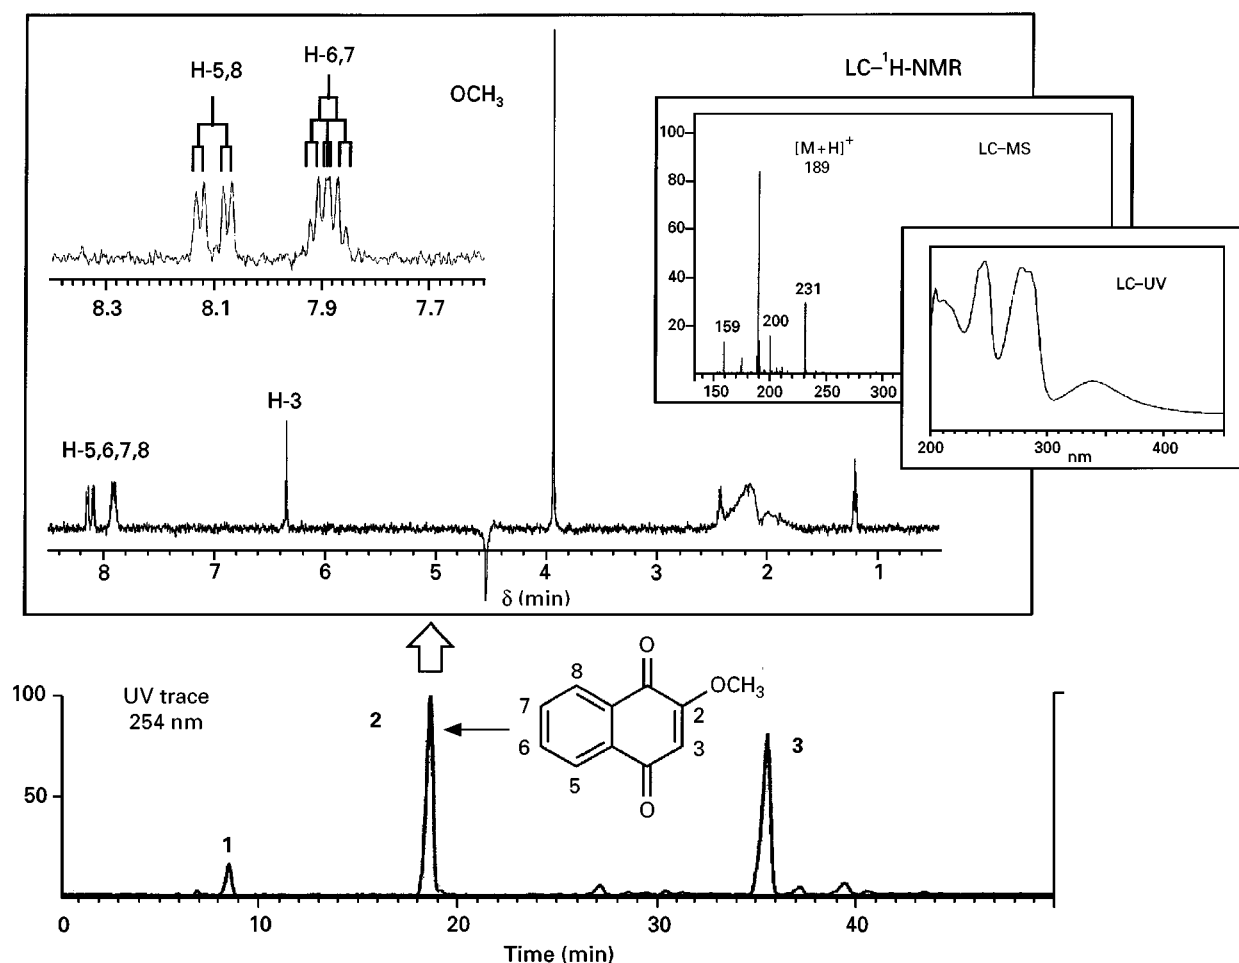 LC–¹H-NMR
H-5,8
H-6,7
OCH₃
8.3 8.1 7.9 7.7
H-3
H-5,6,7,8
8 7 6 5 4 3 2 1
δ (min)
LC–MS
[M+H]⁺
189
100
80
60
40
20
159
200
231
150 200 250 300
LC–UV
200 300 400
nm
UV trace
254 nm
100
50
1
2
3
O
OCH₃
8
7
6
5
2
3
O
0 10 20 30 40
Time (min)